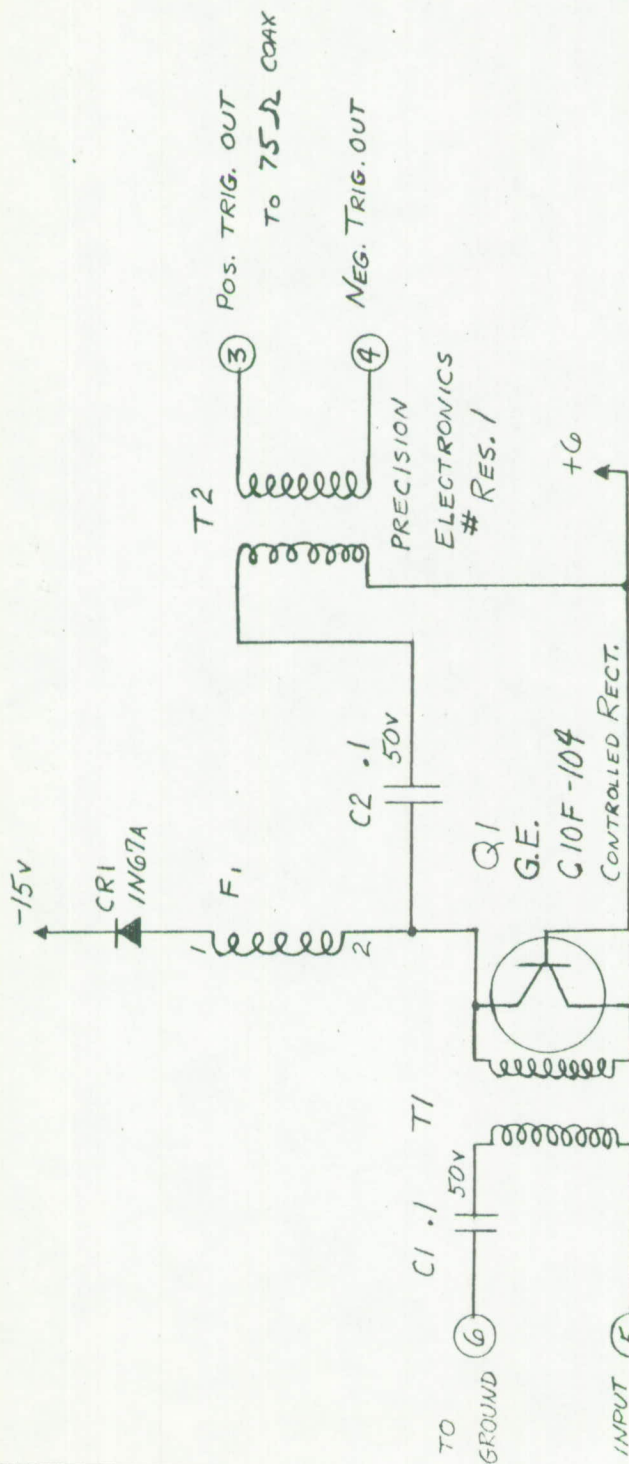 -15v
CR1
1N67A
F1
1
2
C2 .1
50v
T2
3
POS. TRIG. OUT
TO 75Ω COAX
4
NEG. TRIG. OUT
PRECISION
ELECTRONICS
# RES. 1
+6
Q1
G.E.
C10F-104
CONTROLLED RECT.
T1
C1 .1
50v
TO
GROUND
6
INPUT
5